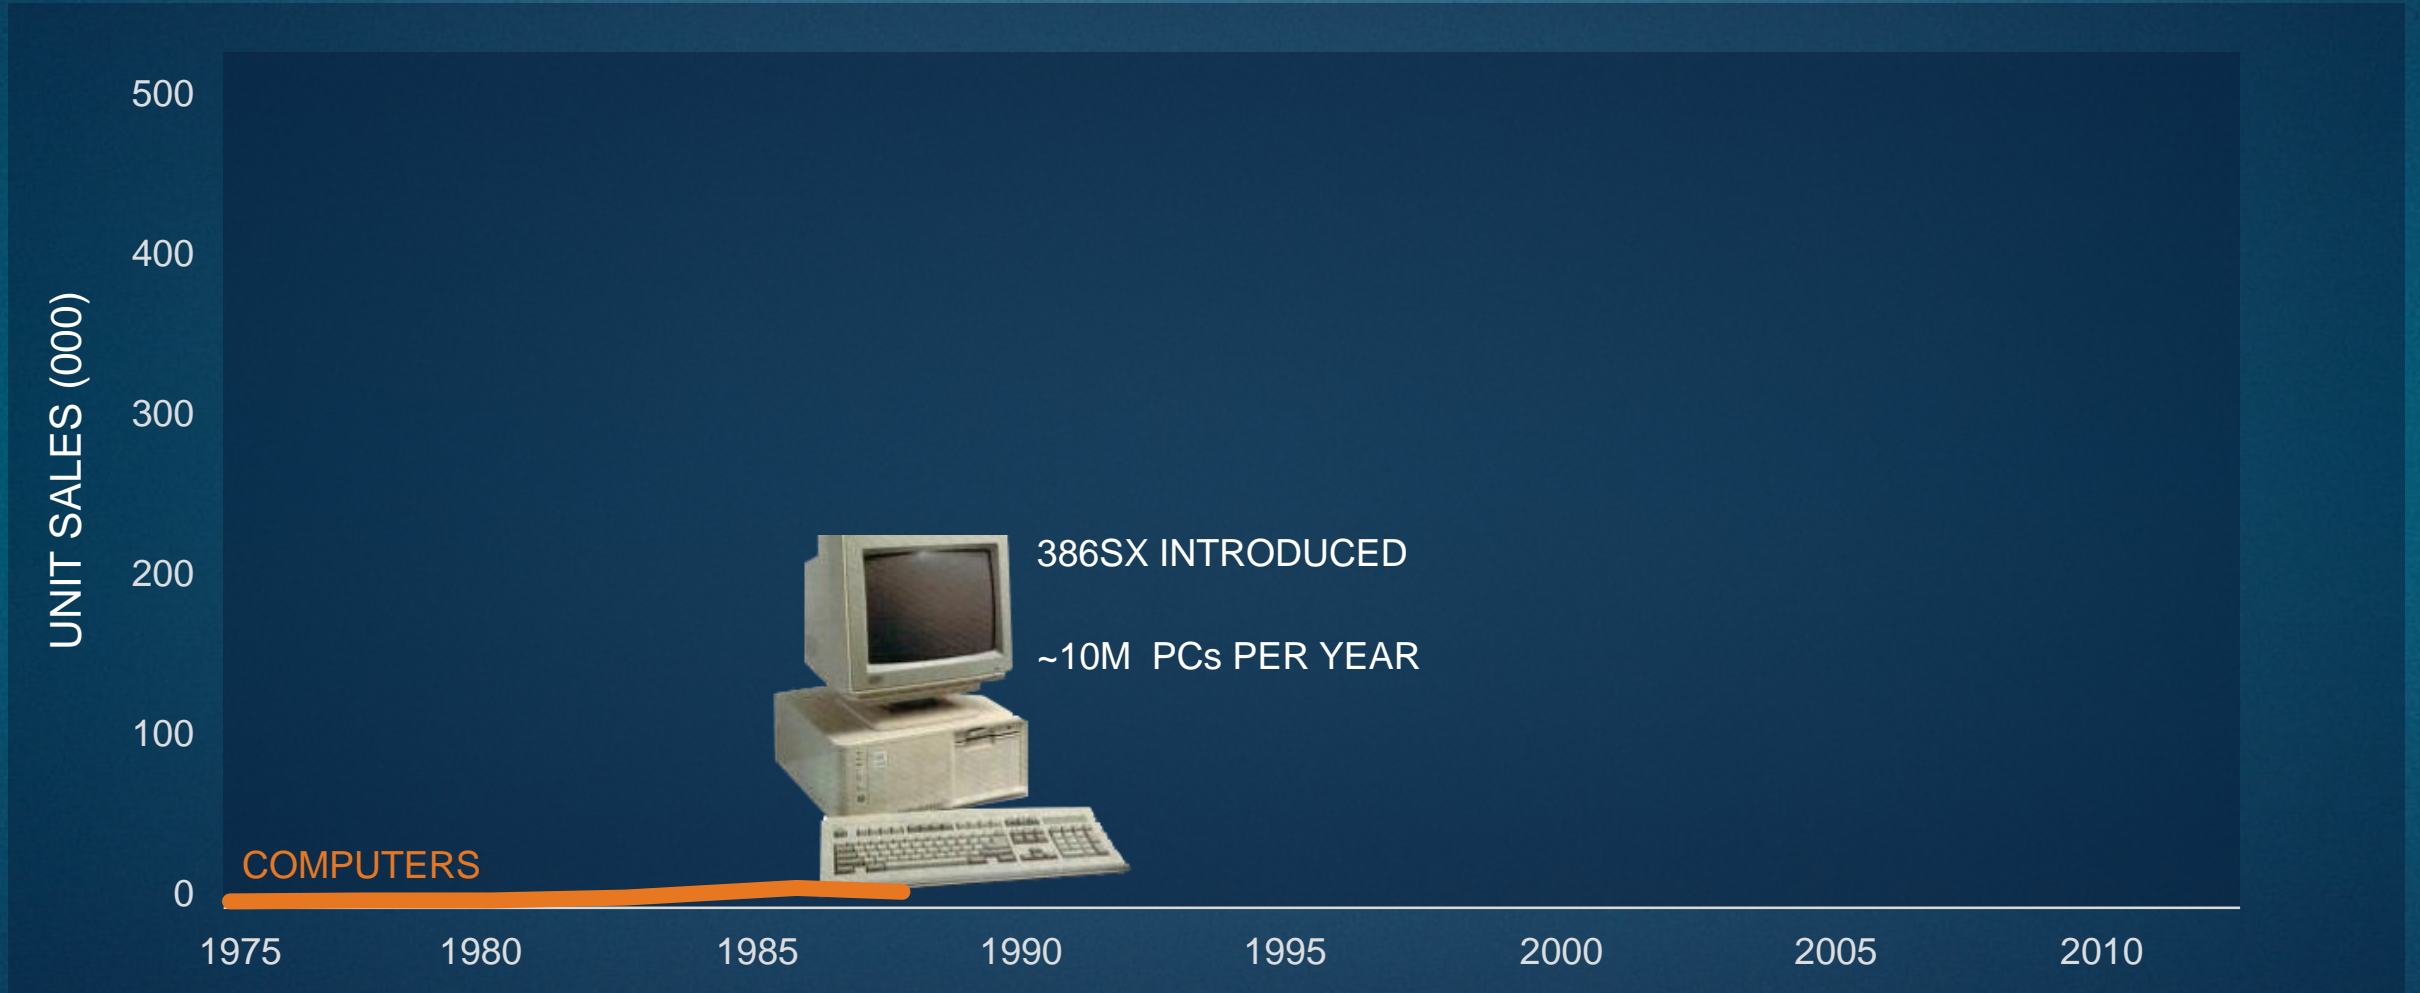 500
400
300
200
100
0
UNIT SALES (000)
386SX INTRODUCED
~10M  PCs PER YEAR
COMPUTERS
1975 1980 1985 1990 1995 2000 2005 2010